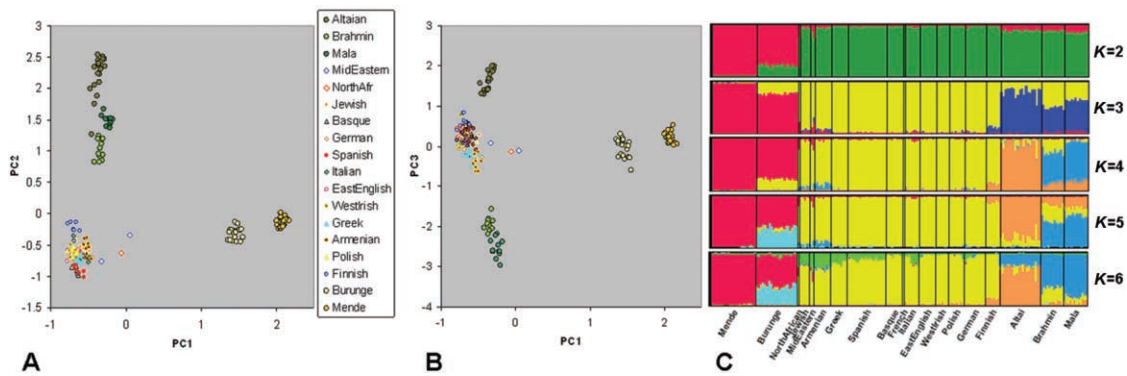 3
2.5
2
1.5
1
0.5
0
-0.5
-1
-1.5
PC2
-1 0 1 2
PC1
A
Altaian
Brahmin
Mala
MidEastern
NorthAfr
Jewish
Basque
German
Spanish
Italian
EastEnglish
WestIrish
Greek
Armenian
Polish
Finnish
Burunge
Mende
3
2
1
0
-1
-2
-3
-4
PC3
-1 0 1 2
PC1
B
K=2
K=3
K=4
K=5
K=6
Mende
Burunge
NorthAfrican
Jewish
MidEastern
Armenian
Greek
Spanish
Basque
French
Italian
EastEnglish
WestIrish
Polish
German
Finnish
Altai
Brahmin
Mala
C